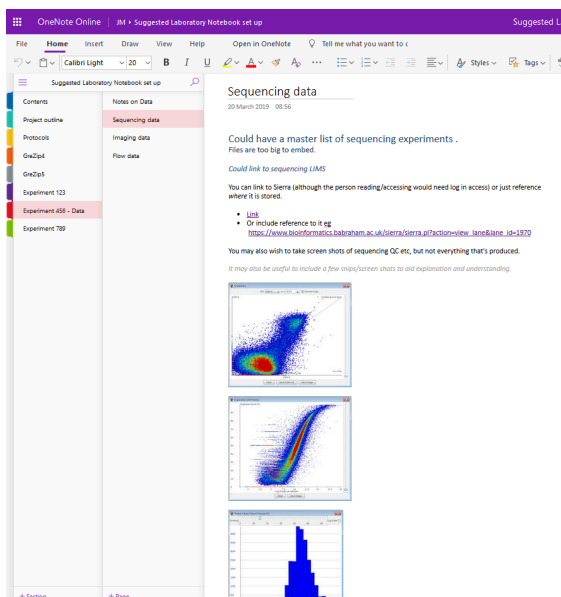 OneNote Online JM › Suggested Laboratory Notebook set up Suggested L
File Home Insert Draw View Help Open in OneNote Tell me what you want to c
Calibri Light 20 B I U A A Styles Tags
Suggested Laboratory Notebook set up
Contents
Project outline
Protocols
GreZip4
GreZip5
Experiment 123
Experiment 456 - Data
Experiment 789
+ Section
Notes on Data
Sequencing data
Imaging data
Flow data
+ Page
Sequencing data
20 March 2019 08:56
Could have a master list of sequencing experiments .
Files are too big to embed.
Could link to sequencing LIMS
You can link to Sierra (although the person reading/accessing would need log in access) or just reference
where it is stored.
• Link
• Or include reference to it eg
https://www.bioinformatics.babraham.ac.uk/sierra/sierra.pl?action=view_lane&lane_id=1970
You may also wish to take screen shots of sequencing QC etc, but not everything that's produced.
It may also be useful to include a few snips/screen shots to aid explanation and understanding.